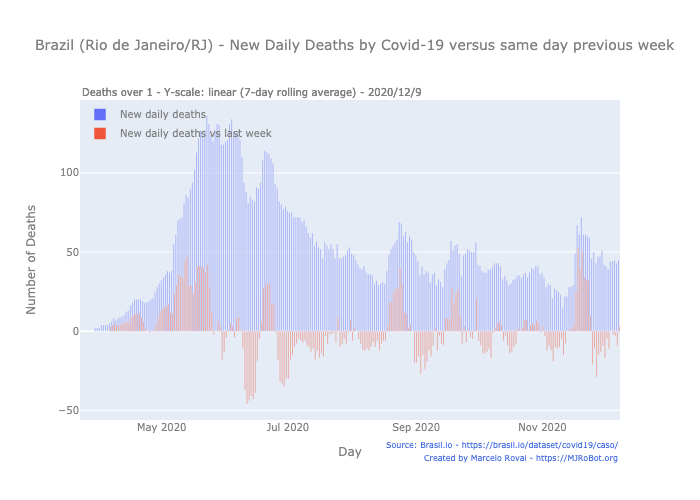 Brazil (Rio de Janeiro/RJ) - New Daily Deaths by Covid-19 versus same day previous week
Deaths over 1 - Y-scale: linear (7-day rolling average) - 2020/12/9
New daily deaths
New daily deaths vs last week
100
50
0
−50
Number of Deaths
May 2020
Jul 2020
Sep 2020
Nov 2020
Day
Source: Brasil.io - https://brasil.io/dataset/covid19/caso/
Created by Marcelo Rovai - https://MJRoBot.org